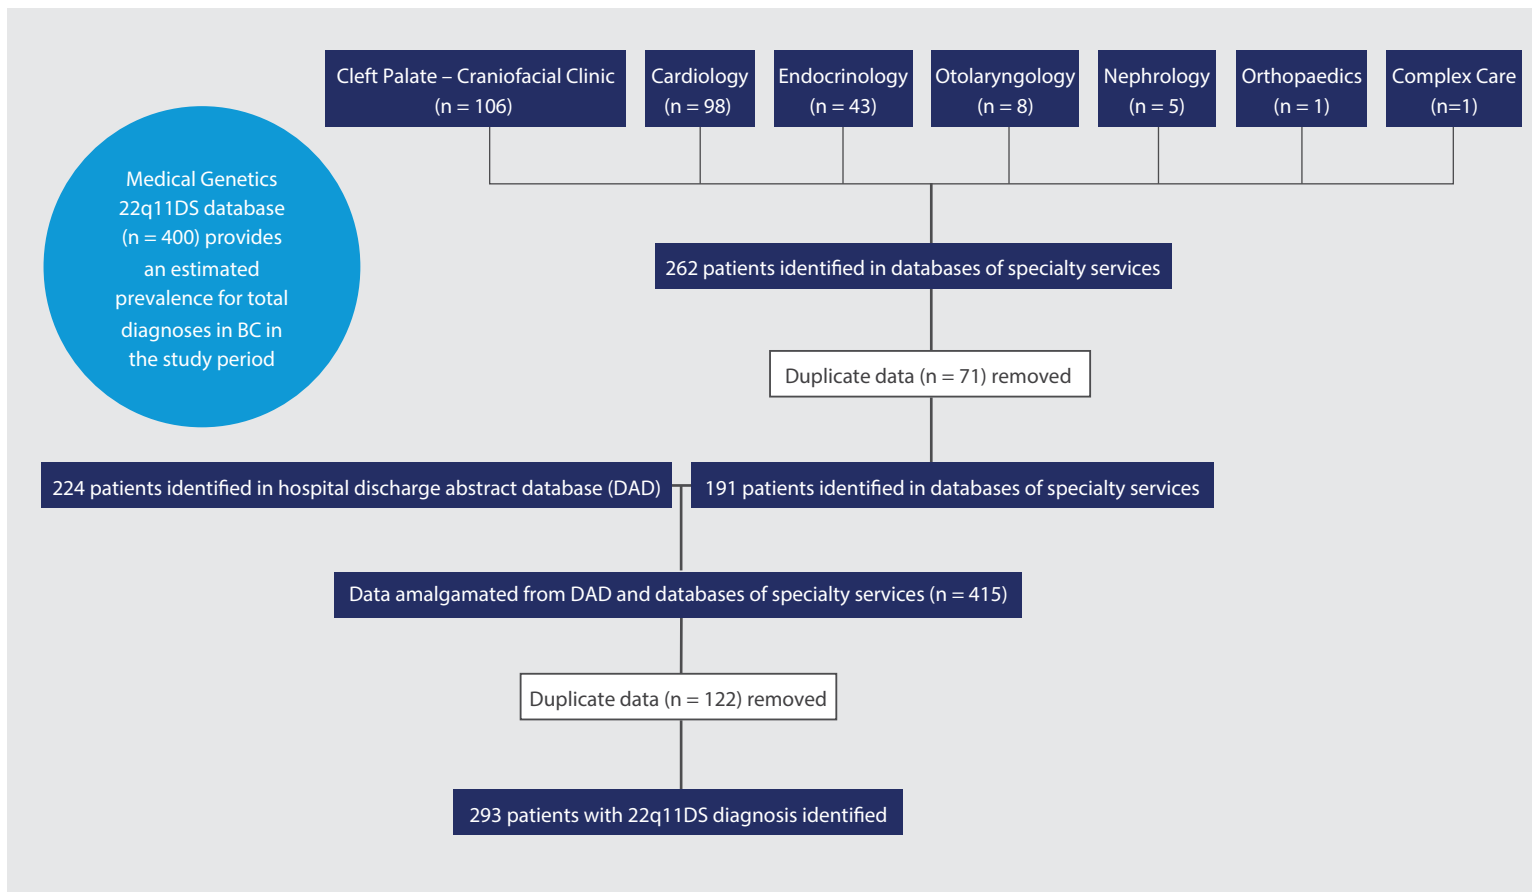 Cleft Palate – Craniofacial Clinic
(n = 106)
Cardiology
(n = 98)
Endocrinology
(n = 43)
Otolaryngology
(n = 8)
Nephrology
(n = 5)
Orthopaedics
(n = 1)
Complex Care
(n=1)
Medical Genetics
22q11DS database
(n = 400) provides
an estimated
prevalence for total
diagnoses in BC in
the study period
262 patients identified in databases of specialty services
Duplicate data (n = 71) removed
224 patients identified in hospital discharge abstract database (DAD)
191 patients identified in databases of specialty services
Data amalgamated from DAD and databases of specialty services (n = 415)
Duplicate data (n = 122) removed
293 patients with 22q11DS diagnosis identified